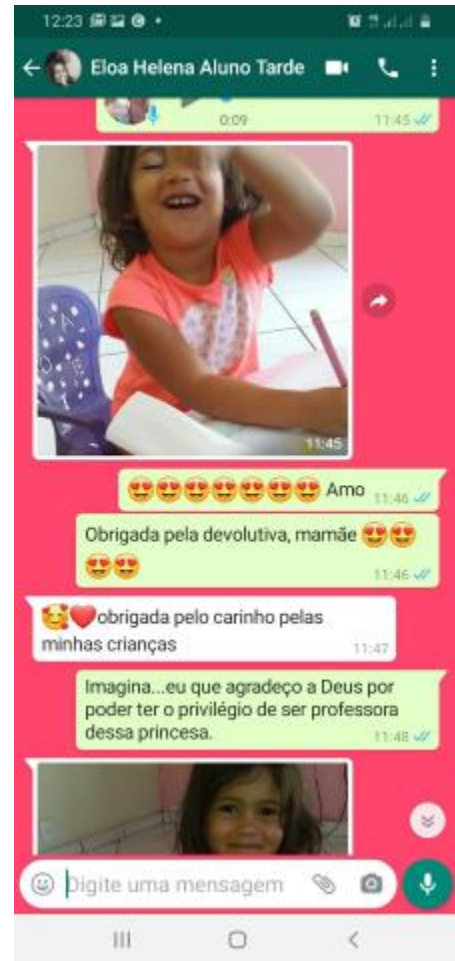 12:23
Eloa Helena Aluno Tarde
0:09 11:45
11:45
Amo 11:46
Obrigada pela devolutiva, mamãe
11:46
obrigada pelo carinho pelas
minhas crianças 11:47
Imagina...eu que agradeço a Deus por
poder ter o privilégio de ser professora
dessa princesa. 11:48
Digite uma mensagem